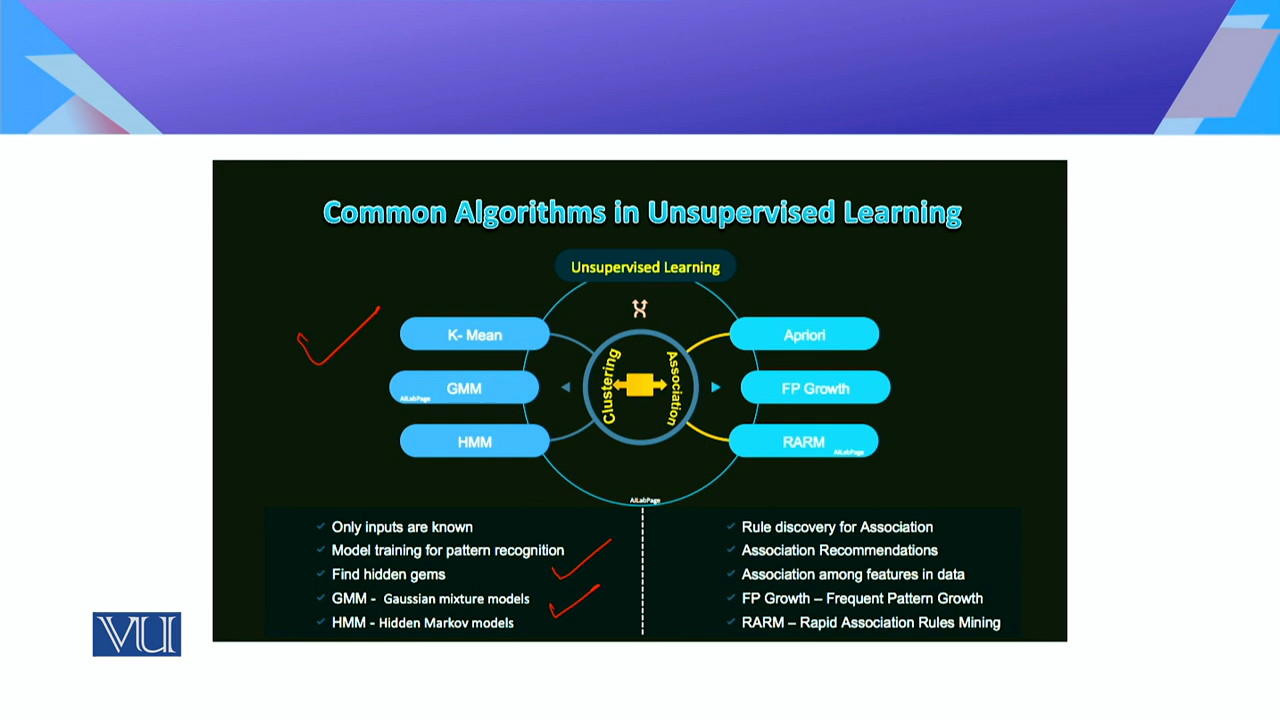 Common Algorithms in Unsupervised Learning
Unsupervised Learning
K- Mean
GMM
AILabPage
HMM
Clustering
Association
Apriori
FP Growth
RARM
AILabPage
AILabPage
Only inputs are known
Model training for pattern recognition
Find hidden gems
GMM - Gaussian mixture models
HMM - Hidden Markov models
Rule discovery for Association
Association Recommendations
Association among features in data
FP Growth – Frequent Pattern Growth
RARM – Rapid Association Rules Mining
VU